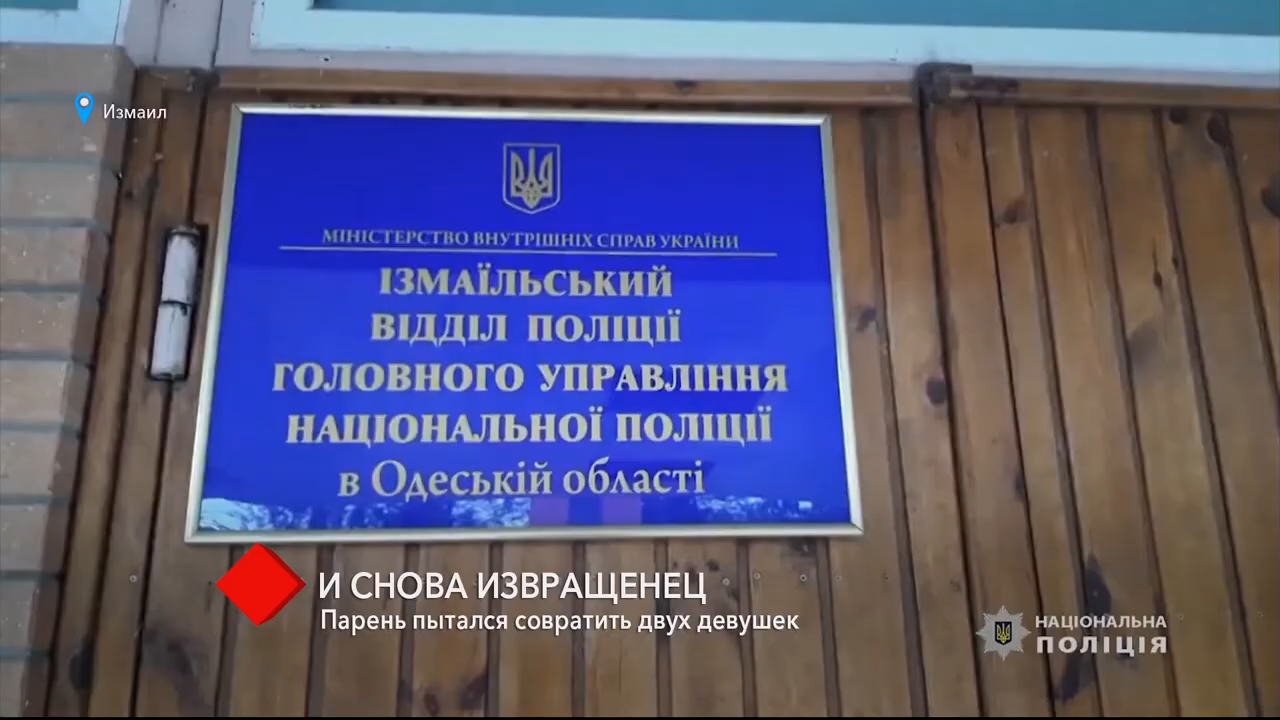 Измаил
МІНІСТЕРСТВО ВНУТРІШНІХ СПРАВ УКРАЇНИ
ІЗМАЇЛЬСЬКИЙ
ВІДДІЛ ПОЛІЦІЇ
ГОЛОВНОГО УПРАВЛІННЯ
НАЦІОНАЛЬНОЇ ПОЛІЦІЇ
в Одеській області
И СНОВА ИЗВРАЩЕНЕЦ
Парень пытался совратить двух девушек
НАЦІОНАЛЬНА
ПОЛІЦІЯ